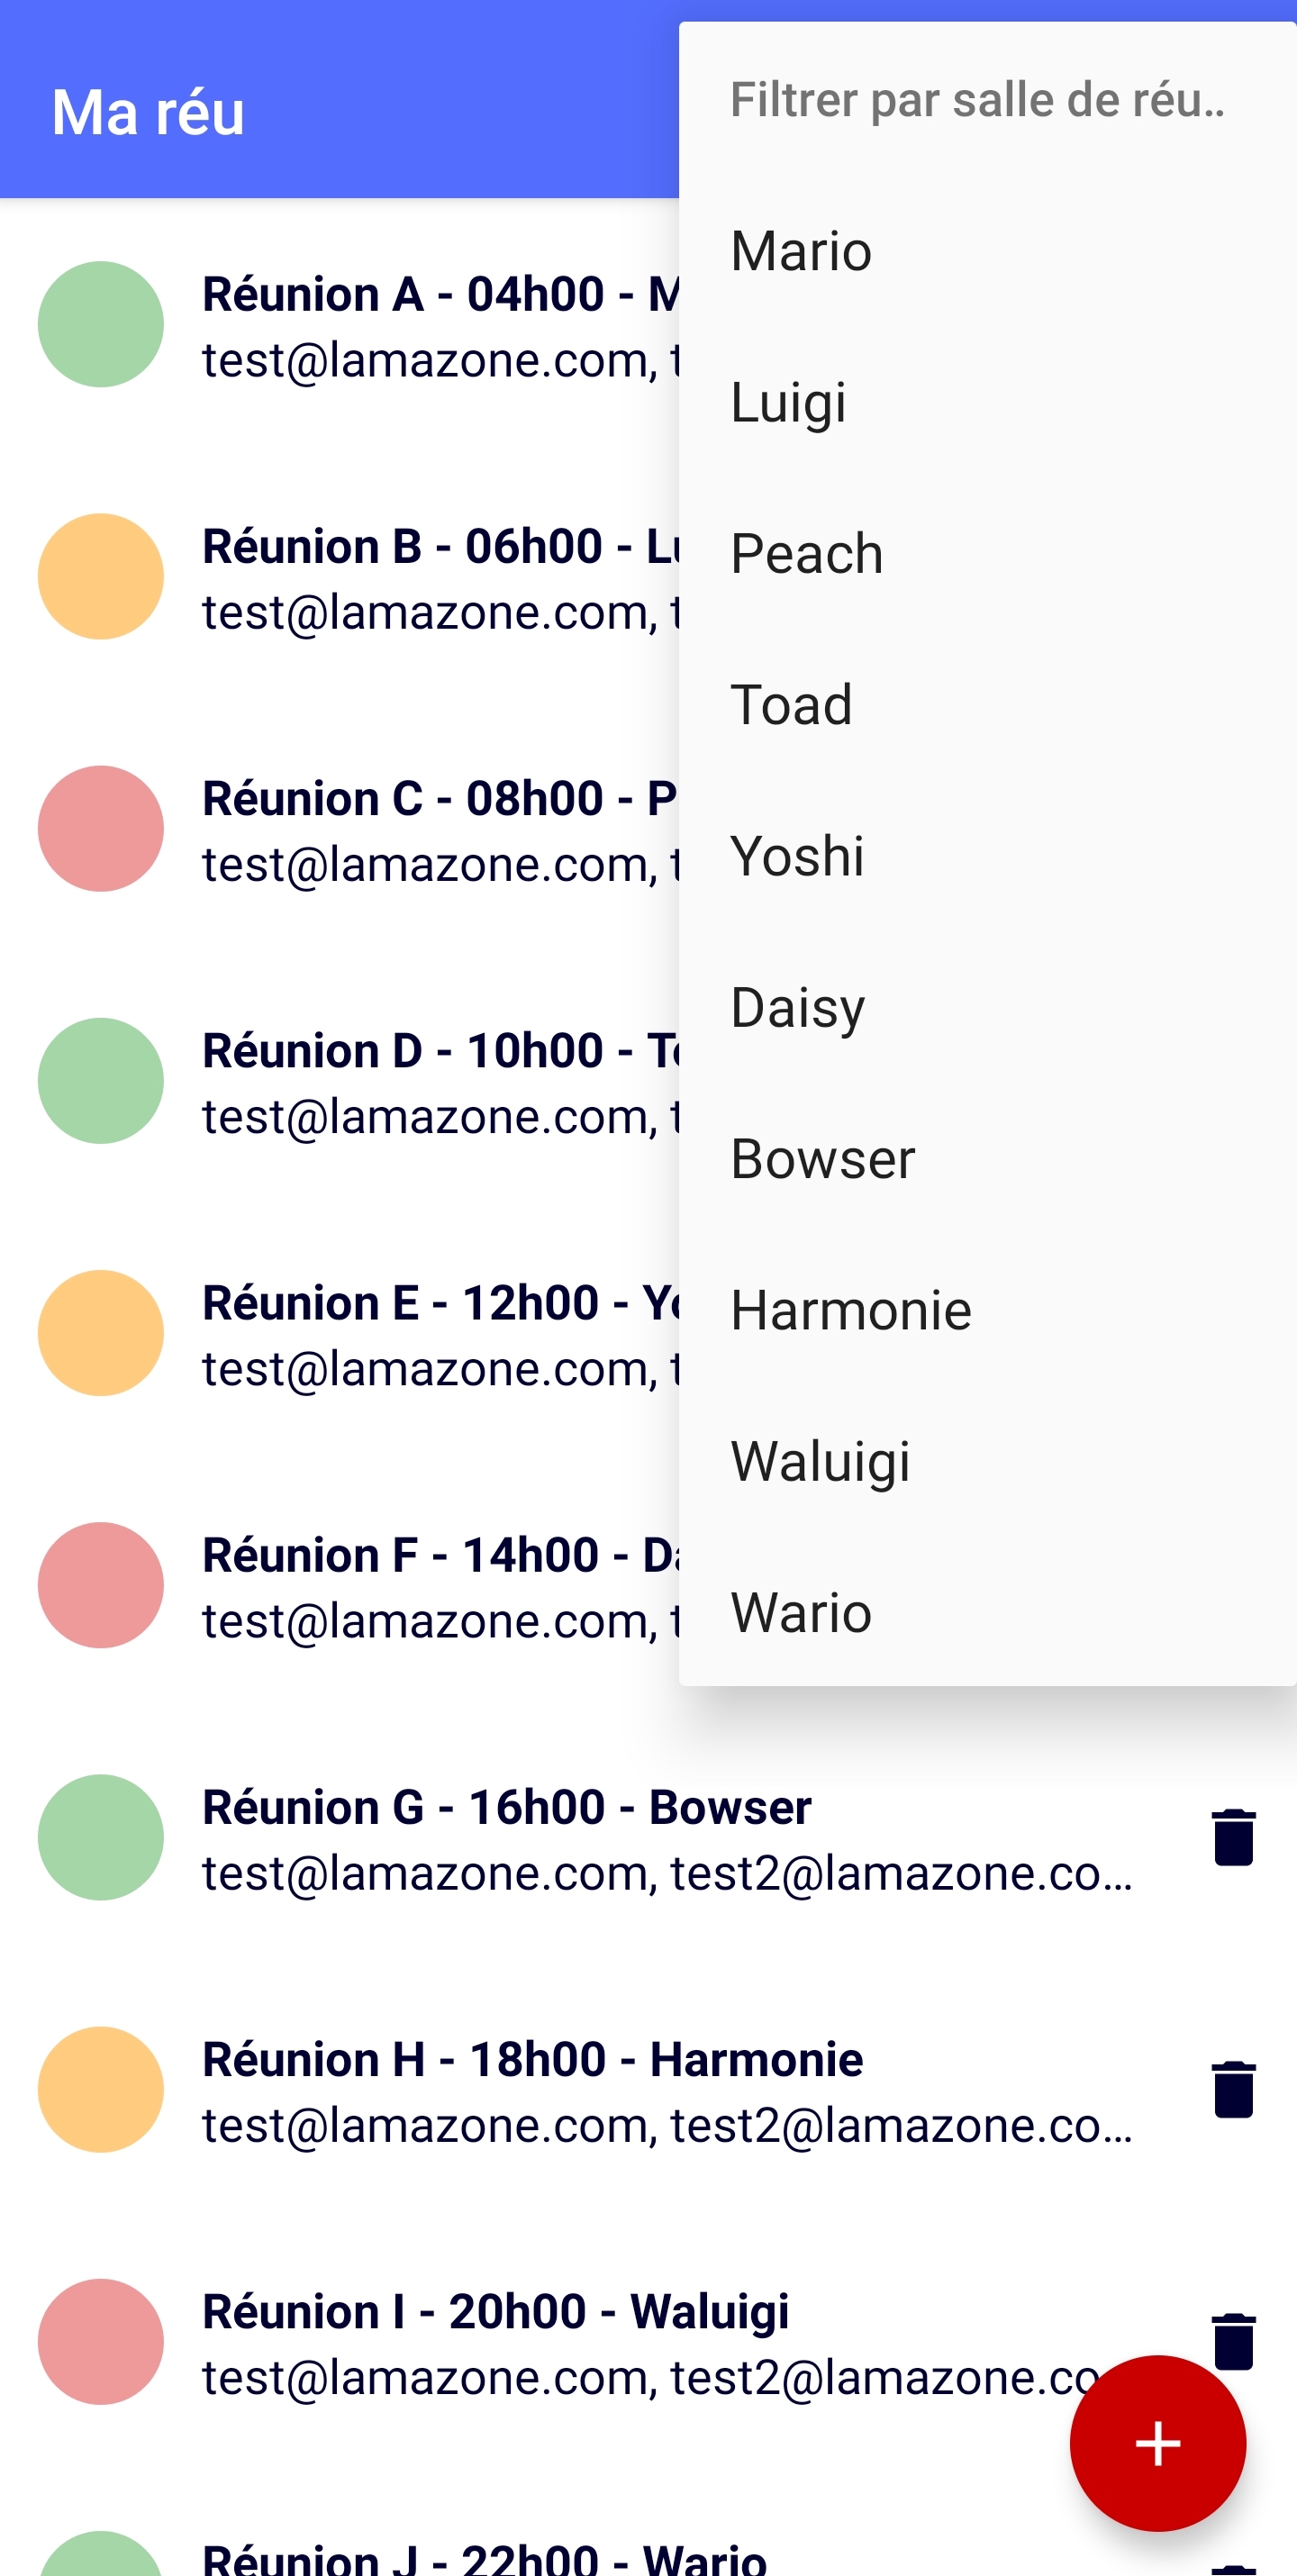 Ma réu
Filtrer par salle de réu..
Mario
Luigi
Peach
Toad
Yoshi
Daisy
Bowser
Harmonie
Waluigi
Wario
Réunion A - 04h00 - M
test@lamazone.com, t
Réunion B - 06h00 - Lu
test@lamazone.com, t
Réunion C - 08h00 - P
test@lamazone.com, t
Réunion D - 10h00 - To
test@lamazone.com, t
Réunion E - 12h00 - Yo
test@lamazone.com, t
Réunion F - 14h00 - Da
test@lamazone.com, t
Réunion G - 16h00 - Bowser
test@lamazone.com, test2@lamazone.co...
Réunion H - 18h00 - Harmonie
test@lamazone.com, test2@lamazone.co...
Réunion I - 20h00 - Waluigi
test@lamazone.com, test2@lamazone.co
Réunion J - 22h00 - Wario